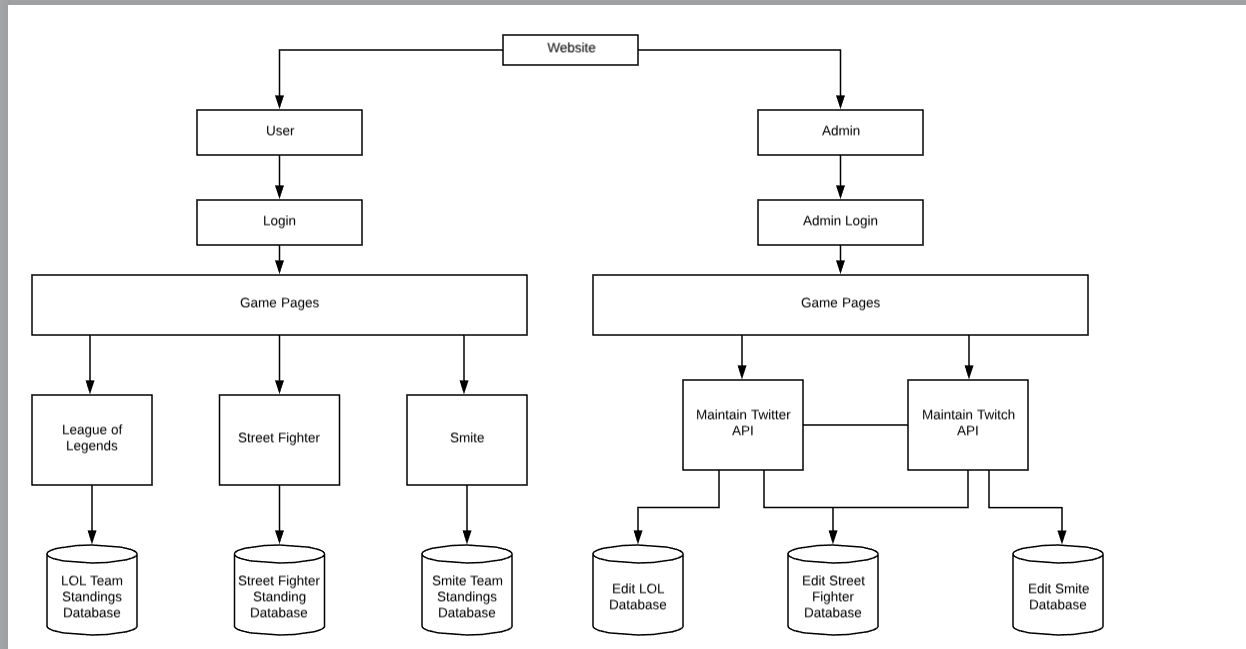 Website
User
Admin
Login
Admin Login
Game Pages
Game Pages
League of
Legends
Street Fighter
Smite
Maintain Twitter
API
Maintain Twitch
API
LOL Team
Standings
Database
Street Fighter
Standing
Database
Smite Team
Standings
Database
Edit LOL
Database
Edit Street
Fighter
Database
Edit Smite
Database